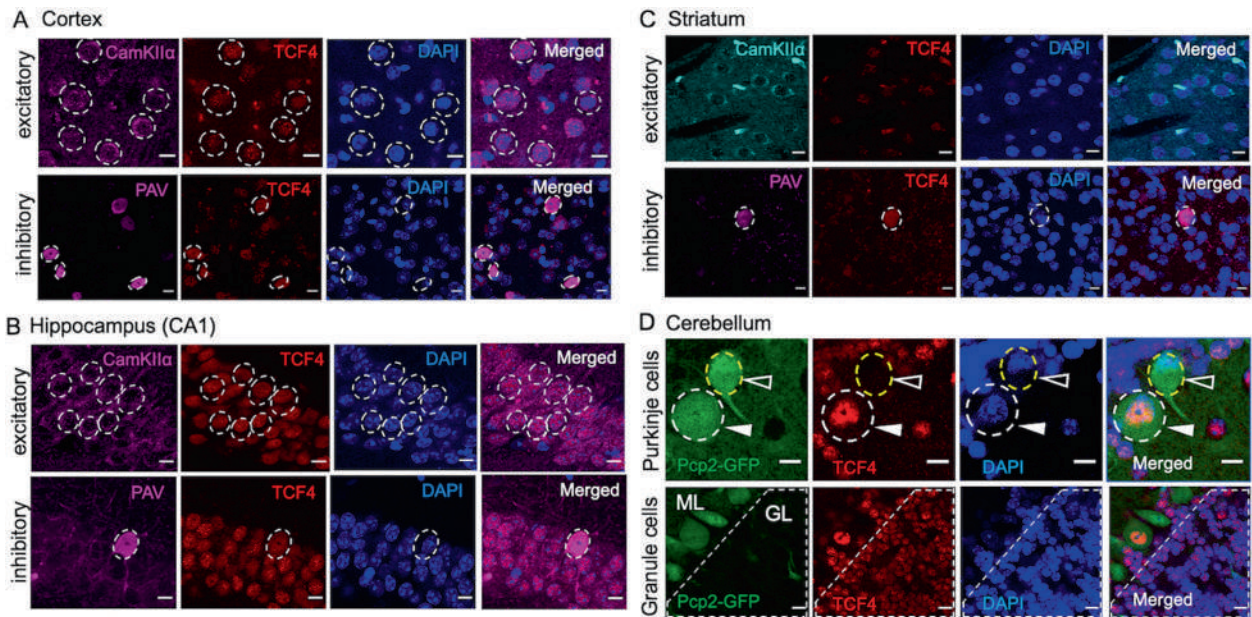 A Cortex
excitatory
CamKIIα TCF4 DAPI Merged
inhibitory
PAV TCF4 DAPI Merged
B Hippocampus (CA1)
excitatory
CamKIIα TCF4 DAPI Merged
inhibitory
PAV TCF4 DAPI Merged
C Striatum
excitatory
CamKIIα TCF4 DAPI Merged
inhibitory
PAV TCF4 DAPI Merged
D Cerebellum
Purkinje cells
Pcp2-GFP TCF4 DAPI Merged
Granule cells
ML GL
Pcp2-GFP TCF4 DAPI Merged